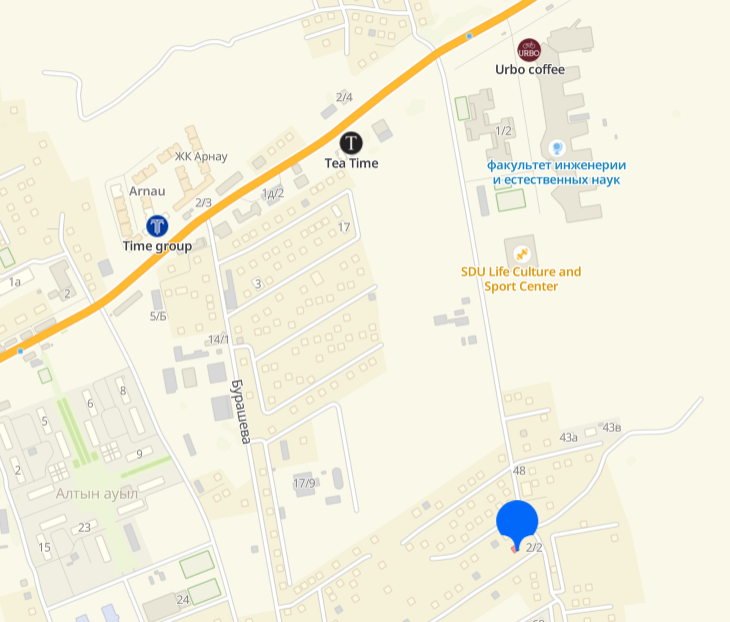 URBO
Urbo coffee
2/4
T
Tea Time
1/2
ЖК Арнау
факультет инженерии
и естественных наук
Arnau
2/3
1д/2
17
Time group
SDU Life Culture and
Sport Center
1а
2
3
5/Б
14/1
Бурашева
8
6
5
9
2
Алтын ауыл
23
15
24
17/9
43а
43в
48
2/2